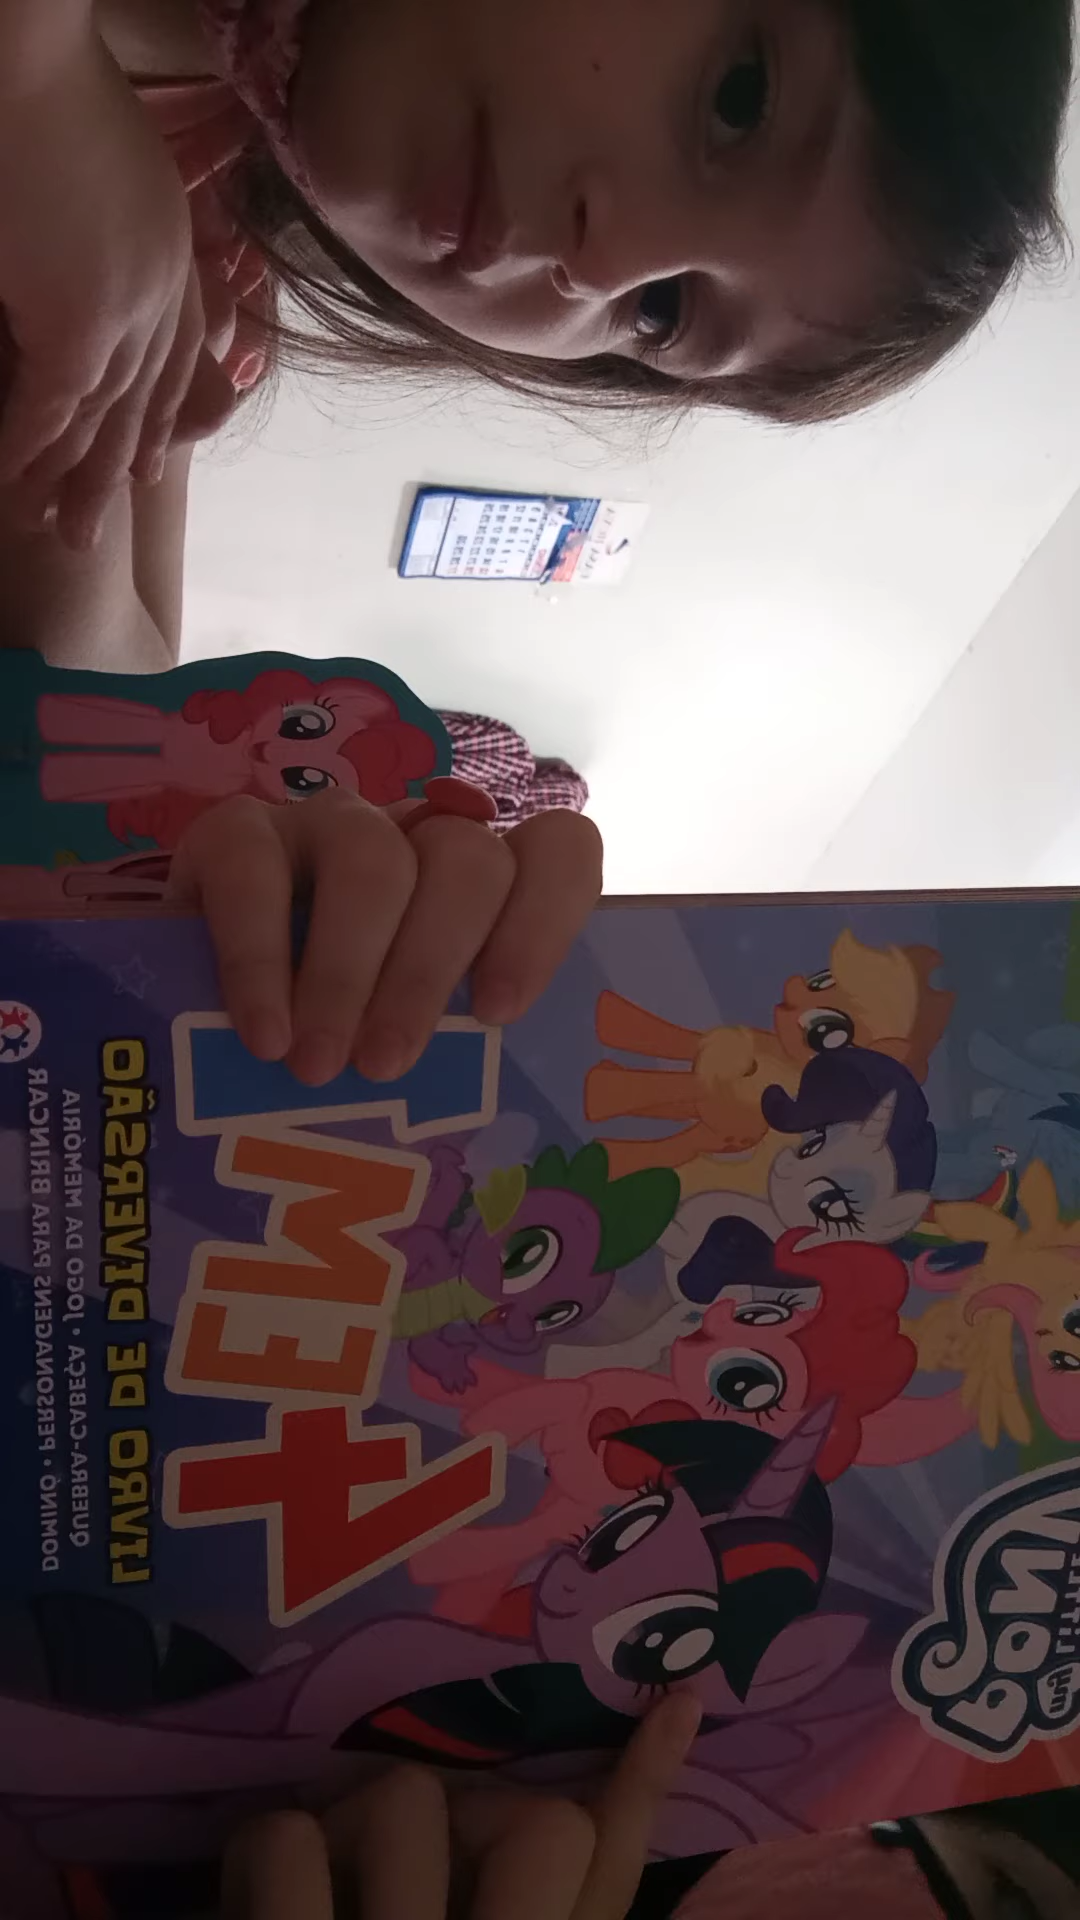 MY LITTLE
PONY
4 EM 1
LIVRO DE DIVERSÃO
QUEBRA-CABEÇA • JOGO DA MEMÓRIA
DOMINÓ • PERSONAGENS PARA BRINCAR